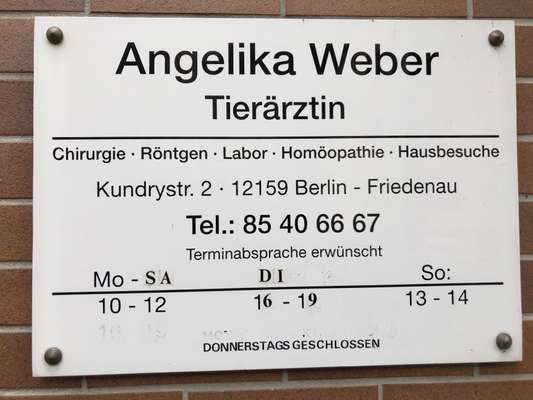 Angelika Weber
Tierärztin
Chirurgie · Röntgen · Labor · Homöopathie · Hausbesuche
Kundrystr. 2 · 12159 Berlin - Friedenau
Tel.: 85 40 66 67
Terminabsprache erwünscht
Mo - SA DI So:
10 - 12 16 - 19 13 - 14
DONNERSTAGS GESCHLOSSEN